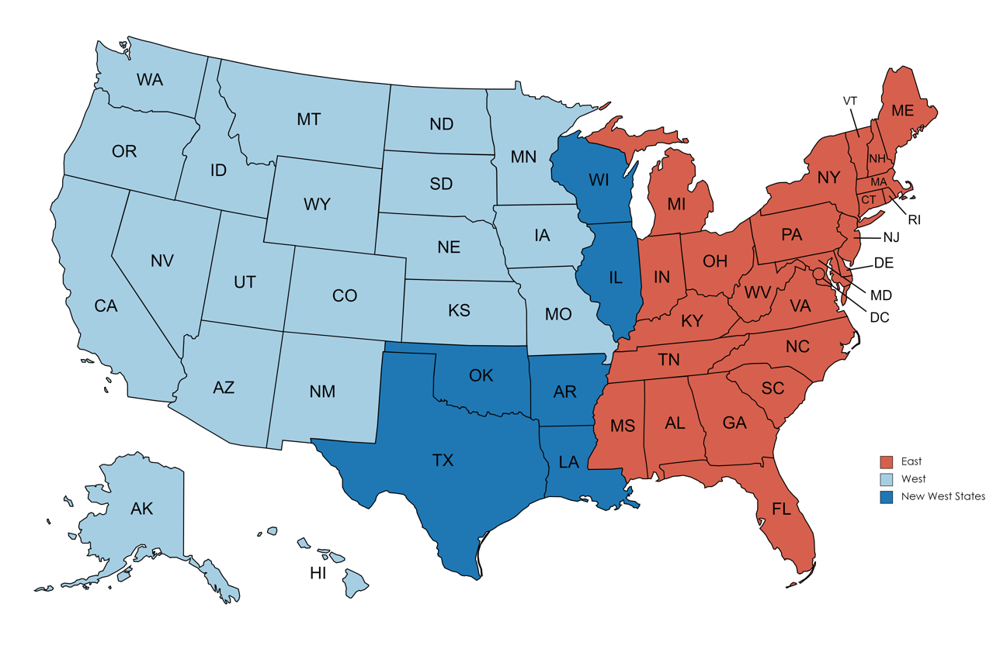 WA
MT
ND
MN
OR
ID
SD
WY
WI
MI
ME
VT
NH
NY
MA
CT
RI
NV
UT
CO
NE
IA
IL
IN
OH
PA
NJ
DE
MD
DC
CA
KS
MO
KY
WV
VA
AZ
NM
OK
AR
TN
NC
SC
TX
LA
MS
AL
GA
FL
AK
HI
East
West
New West States